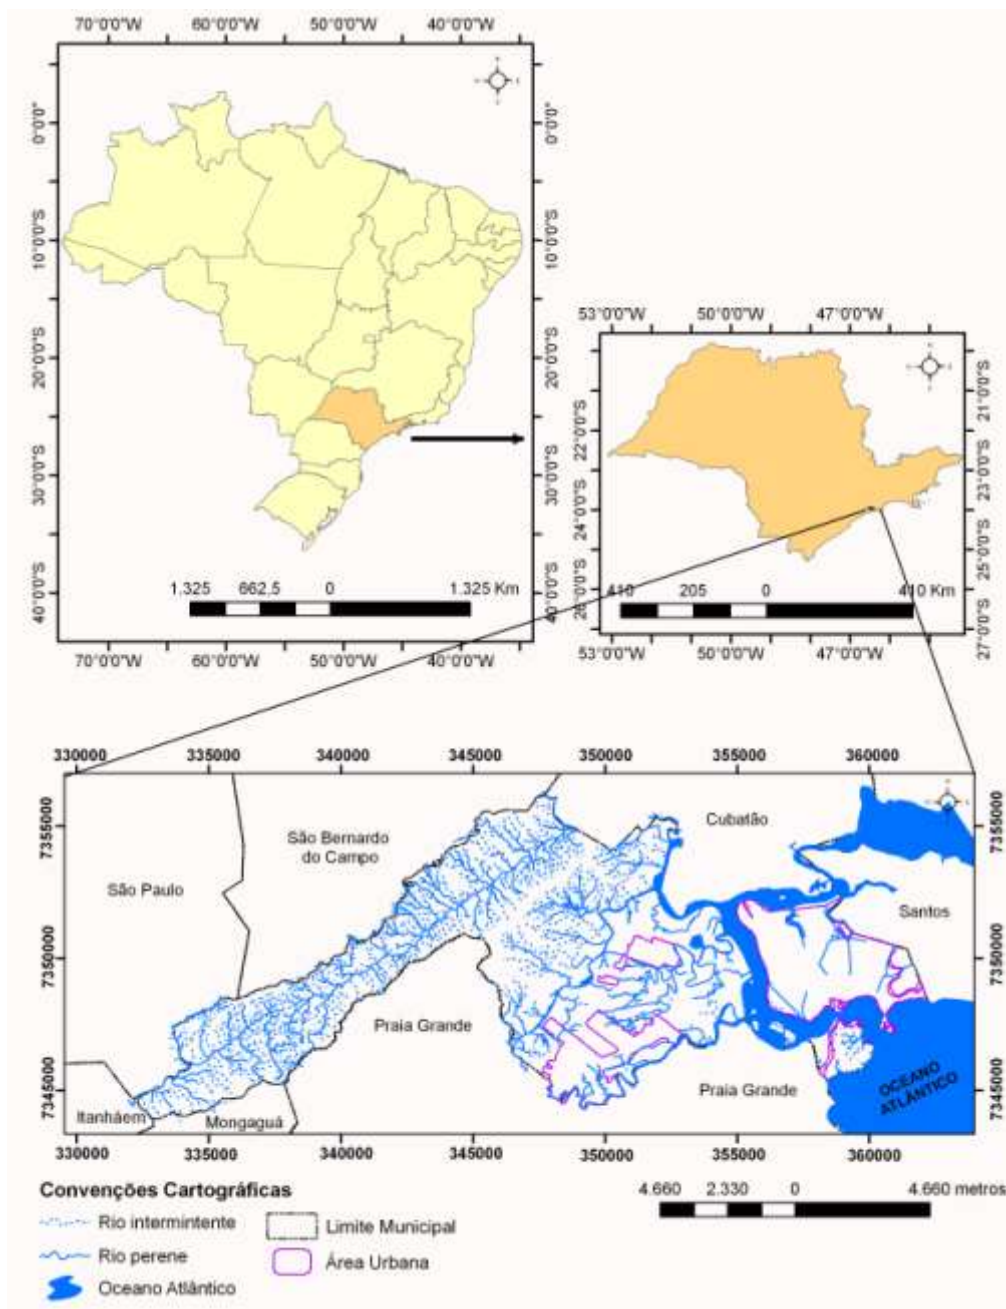 70°0'0"W 60°0'0"W 50°0'0"W 40°0'0"W
0°0'0"
10°0'0"S
20°0'0"S
30°0'0"S
40°0'0"S
0°0'0"
10°0'0"S
20°0'0"S
30°0'0"S
40°0'0"S
1.325 662,5 0 1.325 Km
70°0'0"W 60°0'0"W 50°0'0"W 40°0'0"W
53°0'0"W 50°0'0"W 47°0'0"W
22°0'0"S
24°0'0"S
26°0'0"S
21°0'0"S
23°0'0"S
25°0'0"S
27°0'0"S
410 205 0 410 Km
53°0'0"W 50°0'0"W 47°0'0"W
330000 335000 340000 345000 350000 355000 360000
7355000
7350000
7345000
7355000
7350000
7345000
Cubatão
São Bernardo
do Campo
São Paulo
Santos
Praia Grande
Praia Grande
OCEANO
ATLÂNTICO
Itanháem
Mongaguá
330000 335000 340000 345000 350000 355000 360000
Convenções Cartográficas
Rio intermintente
Rio perene
Oceano Atlântico
Limite Municipal
Área Urbana
4.660 2.330 0 4.660 metros